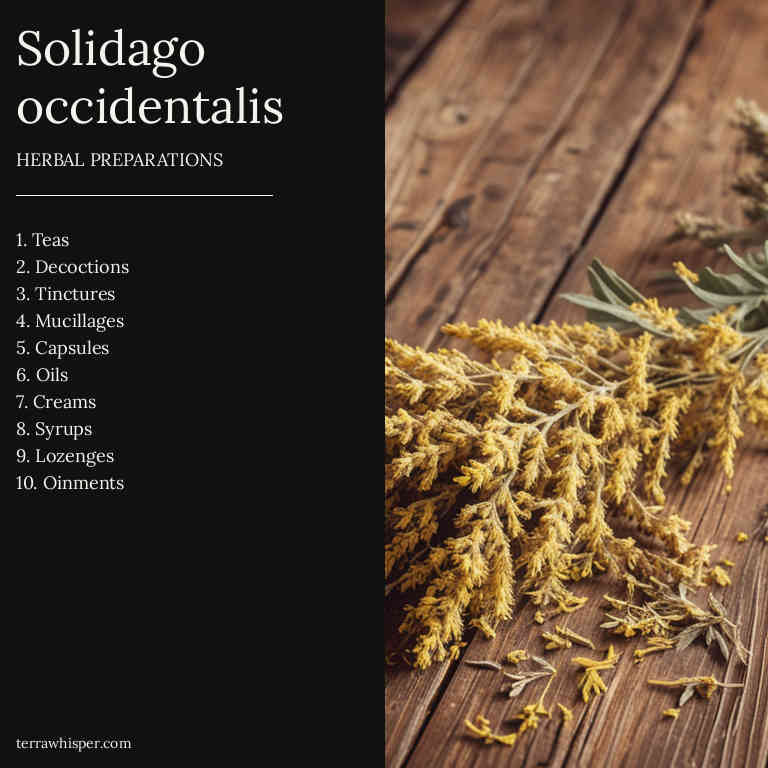 Solidago
occidentalis
HERBAL PREPARATIONS
1. Teas
2. Decoctions
3. Tinctures
4. Mucillages
5. Capsules
6. Oils
7. Creams
8. Syrups
9. Lozenges
10. Oinments
terrawhisper.com